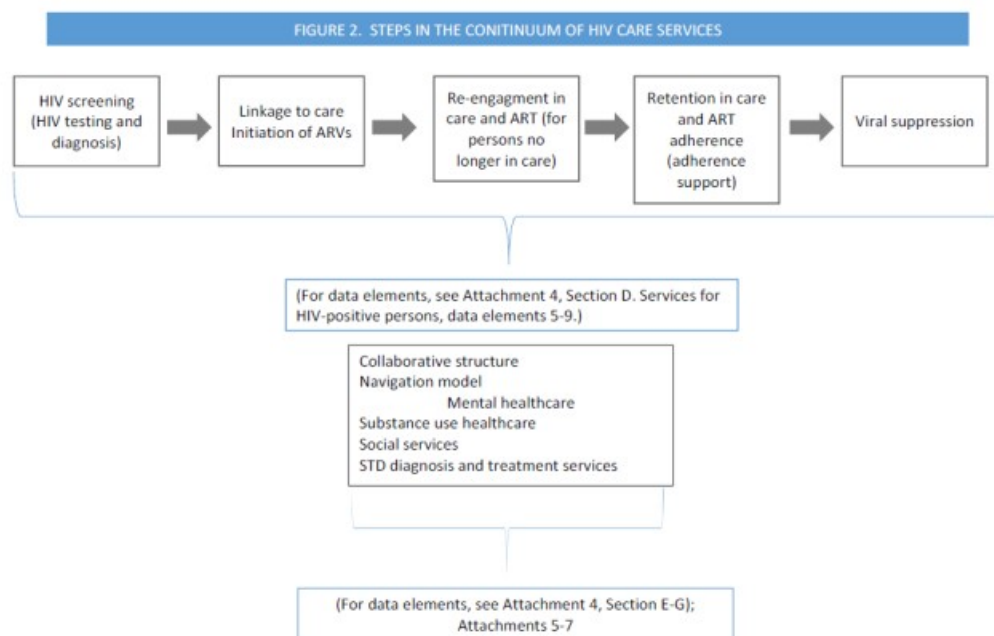 FIGURE 2. STEPS IN THE CONITINUUM OF HIV CARE SERVICES
HIV screening
(HIV testing and
diagnosis)
Linkage to care
Initiation of ARVs
Re-engagment in
care and ART (for
persons no
longer in care)
Retention in care
and ART
adherence
(adherence
support)
Viral suppression
(For data elements, see Attachment 4, Section D. Services for
HIV-positive persons, data elements 5-9.)
Collaborative structure
Navigation model
Mental healthcare
Substance use healthcare
Social services
STD diagnosis and treatment services
(For data elements, see Attachment 4, Section E-G);
Attachments 5-7